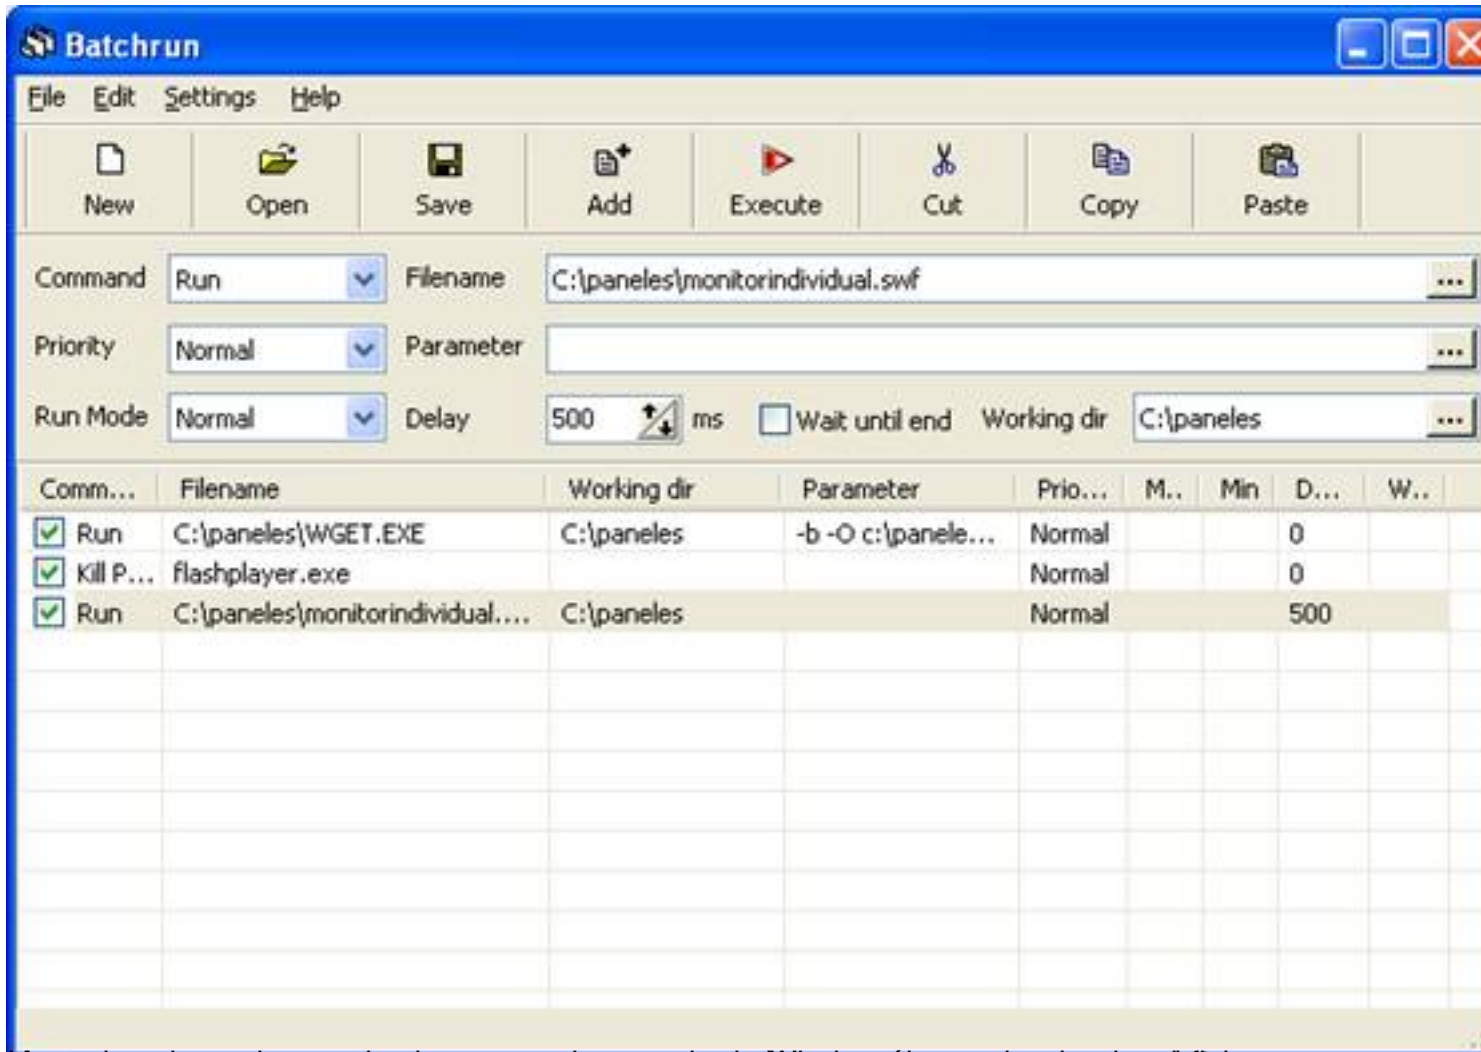 Batchrun
File Edit Settings Help
New Open Save Add Execute Cut Copy Paste
Command Run Filename C:\paneles\monitorindividual.swf ...
Priority Normal Parameter ...
Run Mode Normal Delay 500 ms Wait until end Working dir C:\paneles ...
Comm... Filename Working dir Parameter Prio... M.. Min D... W..
Run C:\paneles\WGET.EXE C:\paneles -b -O c:\panele... Normal 0
Kill P... flashplayer.exe Normal 0
Run C:\paneles\monitorindividual.... C:\paneles Normal 500